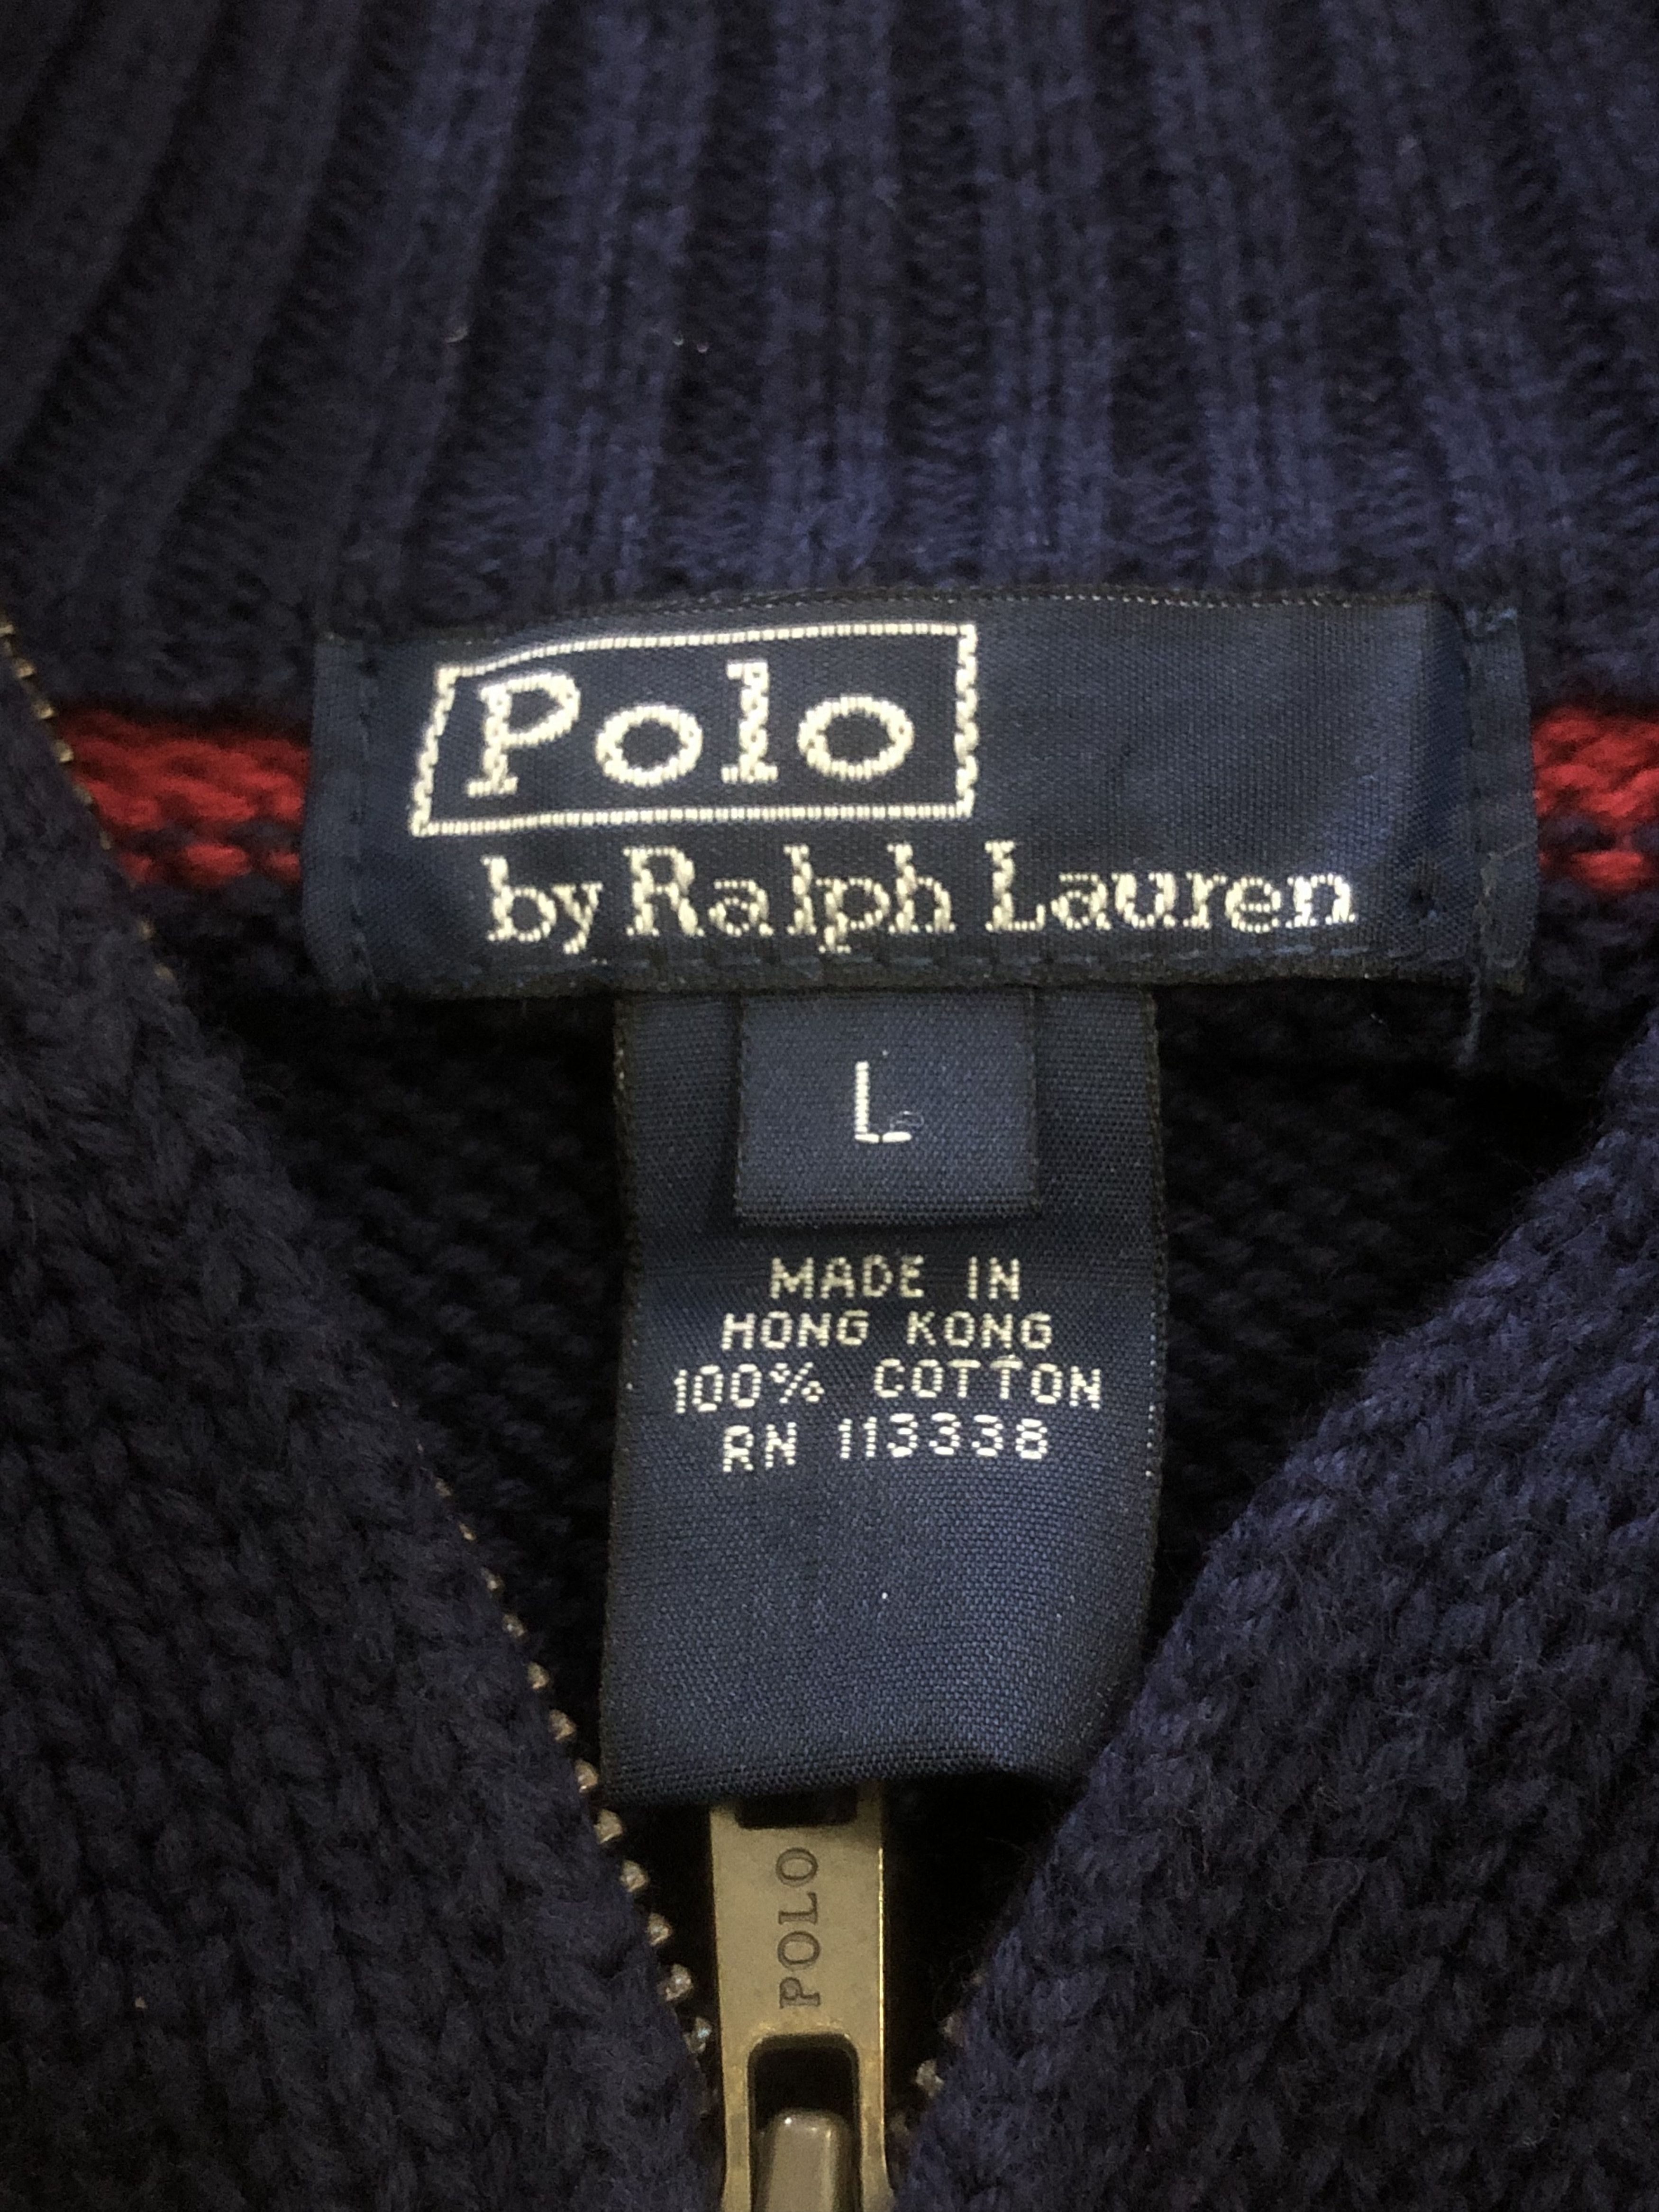 Polo
by Ralph Lauren
L
MADE IN
HONG KONG
100% COTTON
RN 113338
POLO